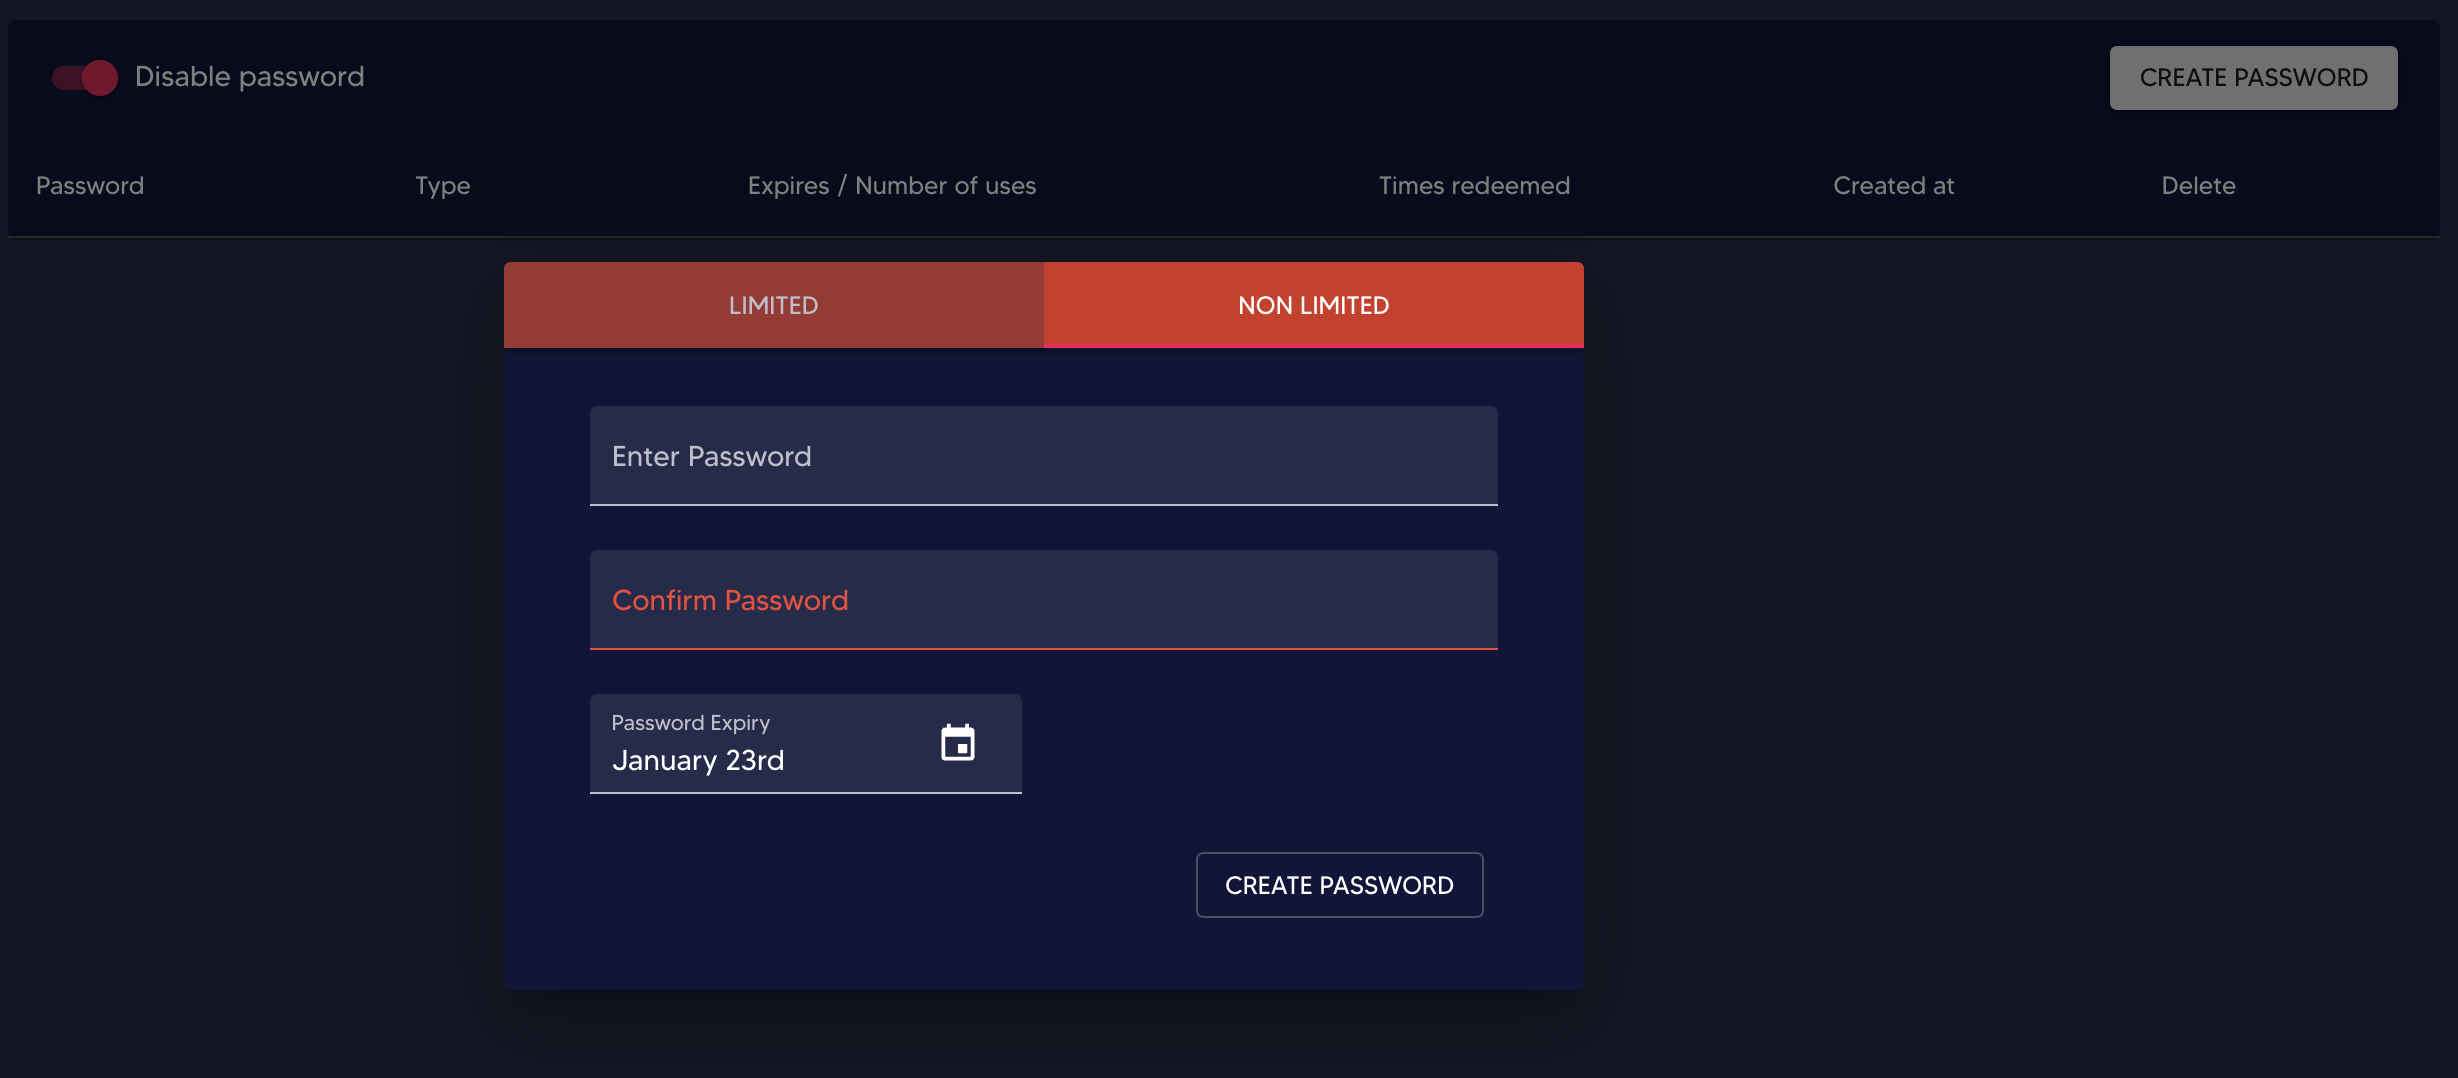 Disable password
CREATE PASSWORD
Password Type Expires / Number of uses Times redeemed Created at Delete
LIMITED NON LIMITED
Enter Password
Confirm Password
Password Expiry
January 23rd
CREATE PASSWORD